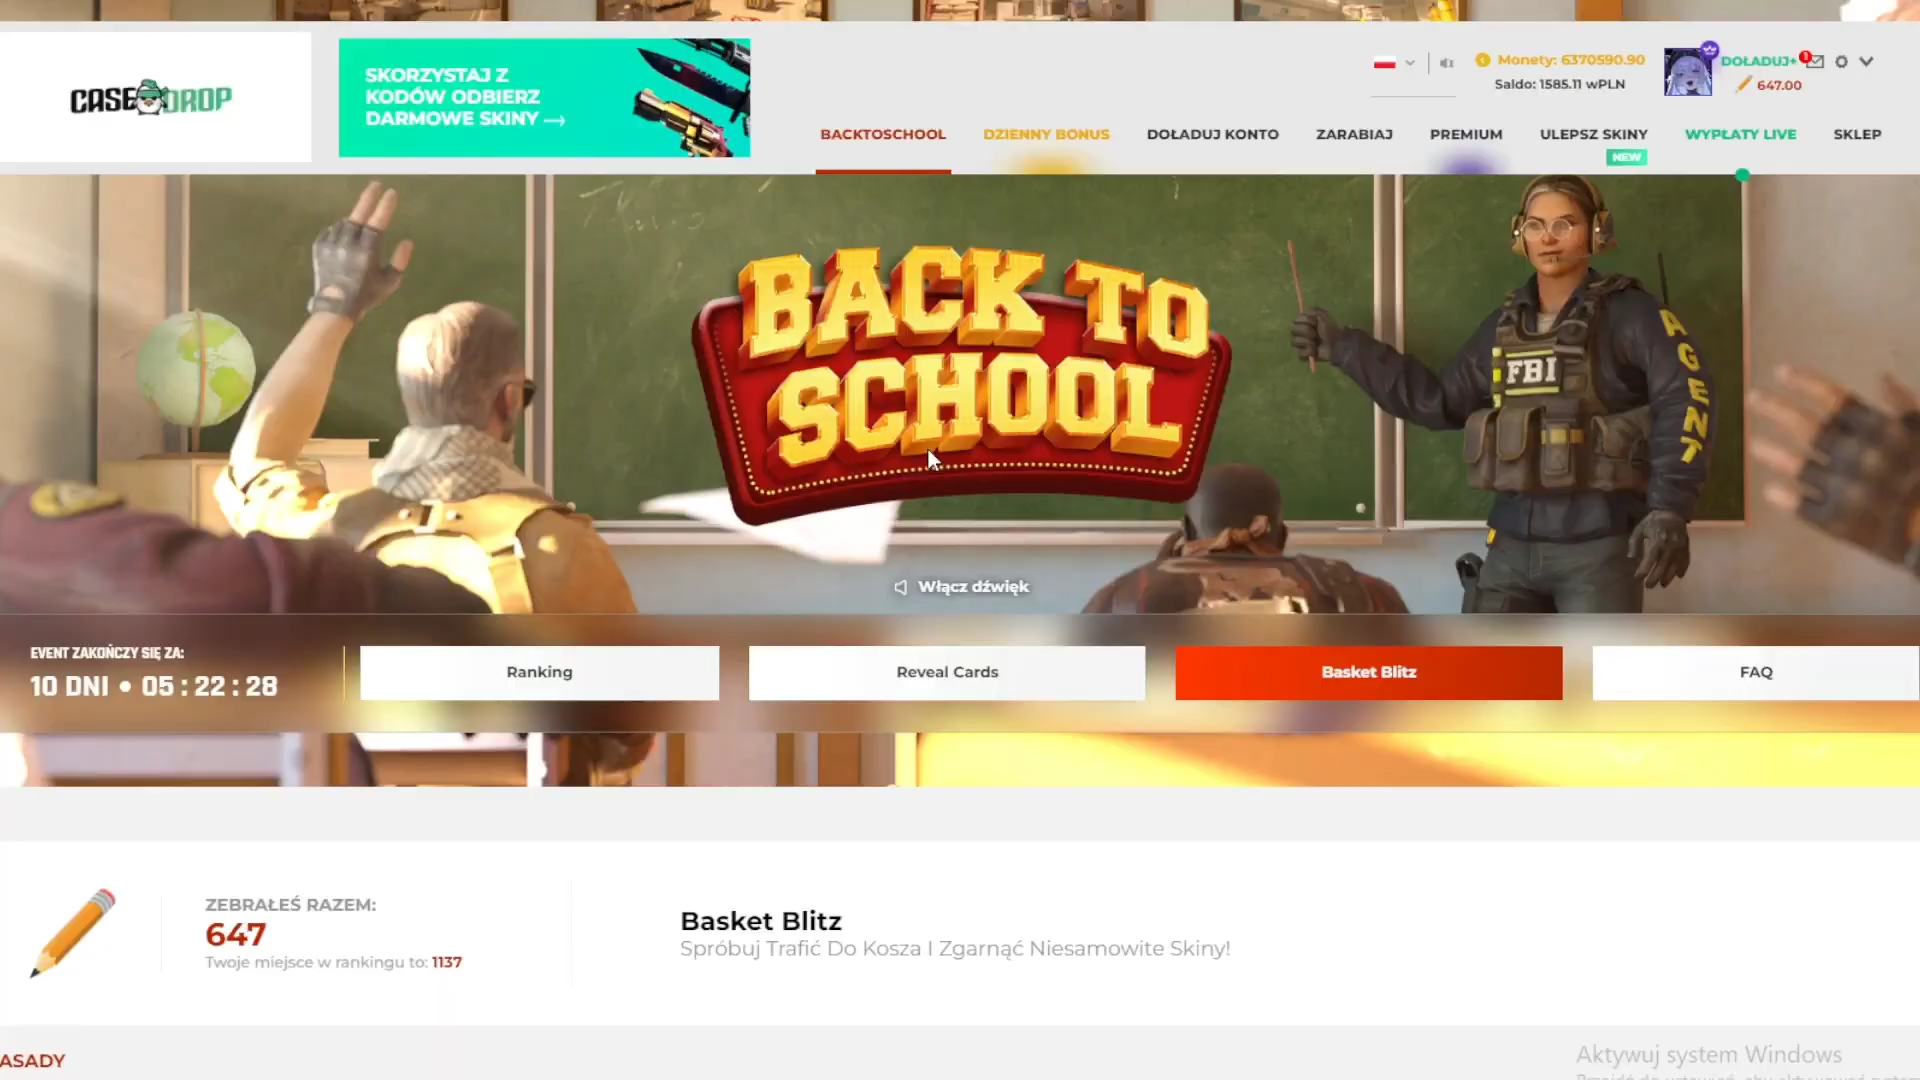 CASEDROP
SKORZYSTAJ Z
KODÓW ODBIERZ
DARMOWE SKINY
Monety: 6370590.90
Saldo: 1585.11 wPLN
DOŁADUJ+
1
647.00
BACKTOSCHOOL
DZIENNY BONUS
DOŁADUJ KONTO
ZARABIAJ
PREMIUM
ULEPSZ SKINY
NEW
WYPŁATY LIVE
SKLEP
BACK TO
SCHOOL
FBI
AGENT
Włącz dźwięk
EVENT ZAKOŃCZY SIĘ ZA:
10 DNI • 05 : 22 : 28
Ranking
Reveal Cards
Basket Blitz
FAQ
ZEBRAŁEŚ RAZEM:
647
Twoje miejsce w rankingu to: 1137
Basket Blitz
Spróbuj Trafić Do Kosza I Zgarnąć Niesamowite Skiny!
ASADY
Aktywuj system Windows